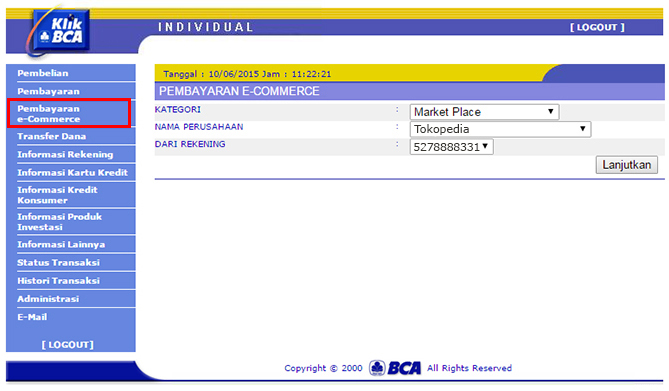 Klik
BCA
INDIVIDUAL
[ LOGOUT ]
Pembelian
Pembayaran
Pembayaran
e-Commerce
Transfer Dana
Informasi Rekening
Informasi Kartu Kredit
Informasi Kredit
Konsumer
Informasi Produk
Investasi
Informasi Lainnya
Status Transaksi
Histori Transaksi
Administrasi
E-Mail
[ LOGOUT]
Tanggal : 10/06/2015 Jam : 11:22:21
PEMBAYARAN E-COMMERCE
KATEGORI : Market Place
NAMA PERUSAHAAN : Tokopedia
DARI REKENING : 5278888331
Lanjutkan
Copyright © 2000 BCA All Rights Reserved